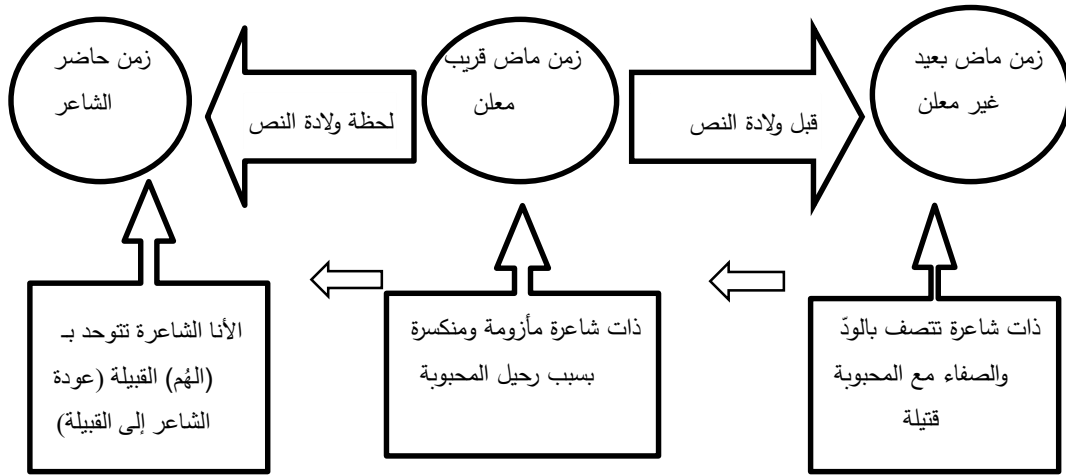 زمن ماض بعيد
غير معلن
قبل ولادة النص
زمن ماض قريب
معلن
لحظة ولادة النص
زمن حاضر
الشاعر
ذات شاعرة تتصف بالودّ
والصفاء مع المحبوبة
قتيلة
ذات شاعرة مأزومة ومنكسرة
بسبب رحيل المحبوبة
الأنا الشاعرة تتوحد بـ
(الهُم) القبيلة (عودة
الشاعر إلى القبيلة)